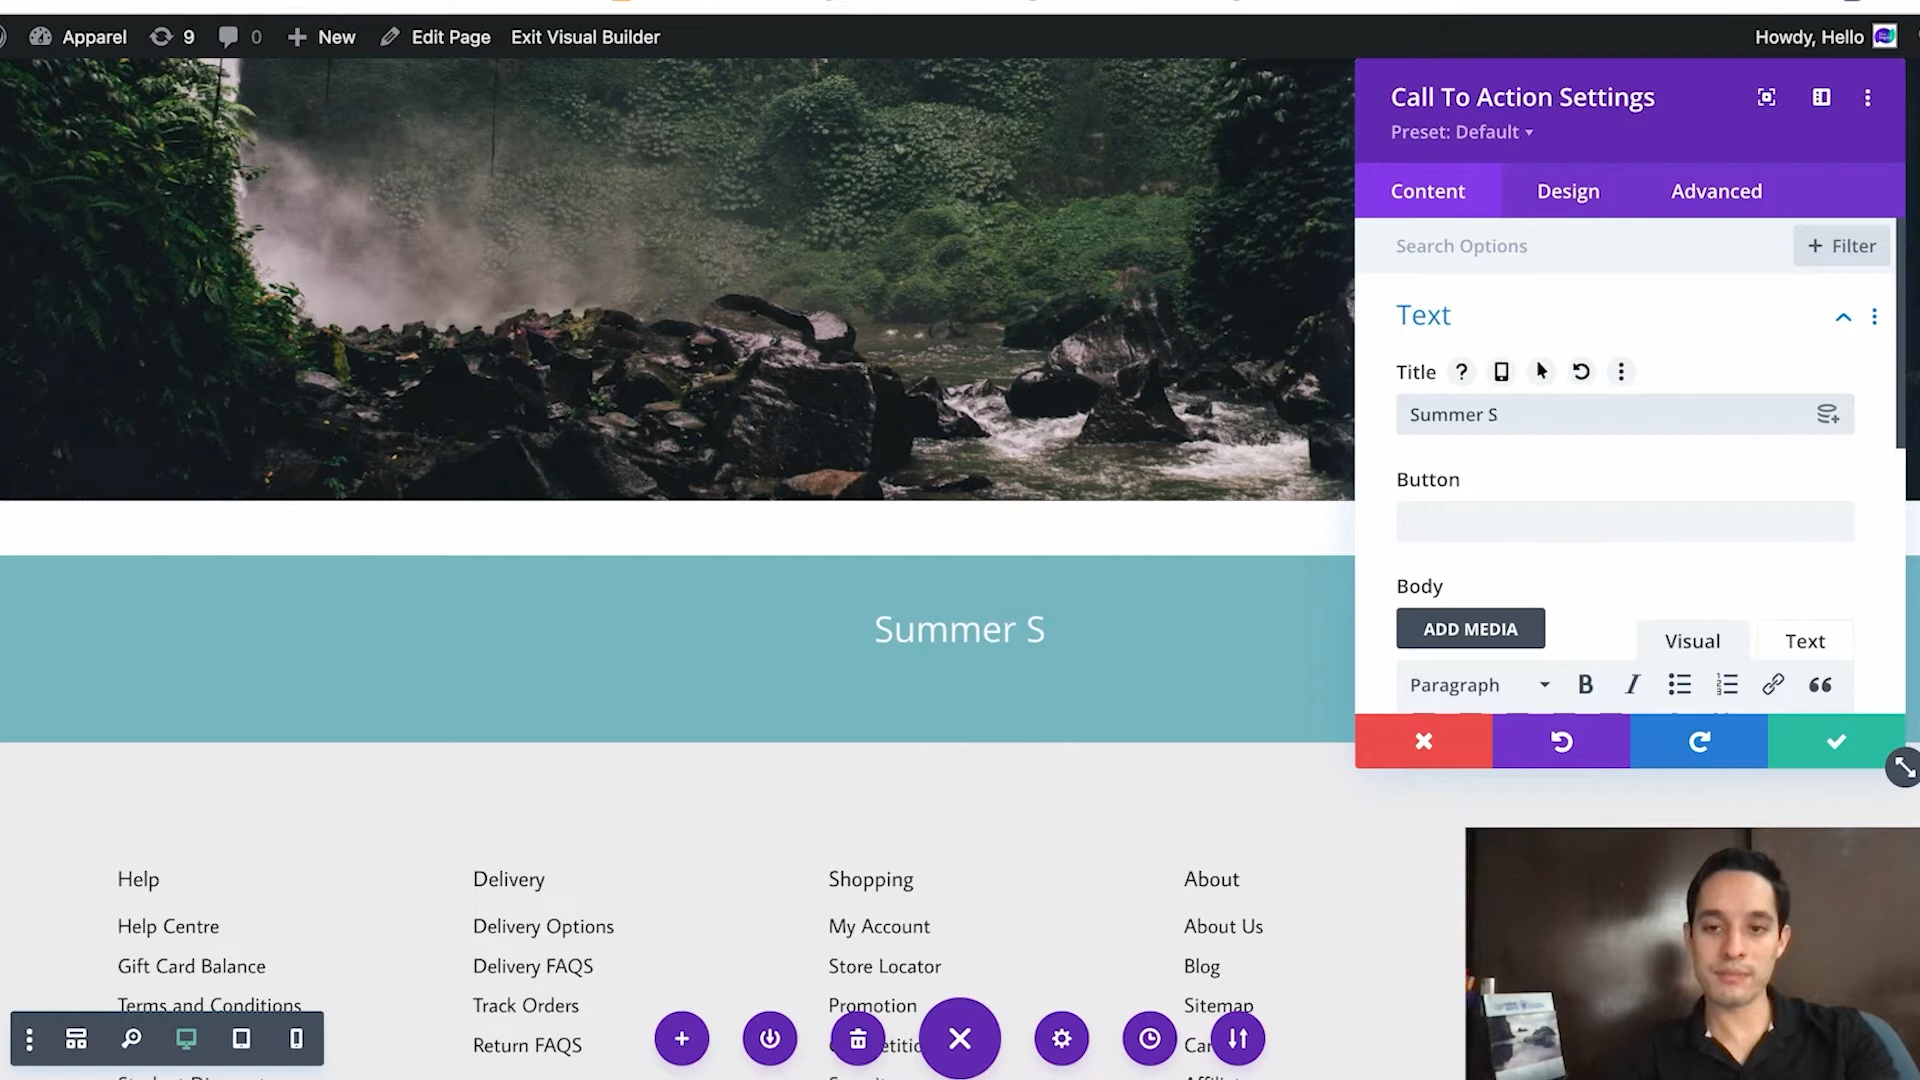 Apparel 9 0 New Edit Page Exit Visual Builder Howdy, Hello
Call To Action Settings
Preset: Default
Content Design Advanced
Search Options + Filter
Text
Title ?
Summer S
Button
Body
ADD MEDIA
Visual Text
Paragraph B I
Summer S
Help
Help Centre
Gift Card Balance
Terms and Conditions
Delivery
Delivery Options
Delivery FAQS
Track Orders
Return FAQS
Shopping
My Account
Store Locator
Promotion
About
About Us
Blog
Sitemap